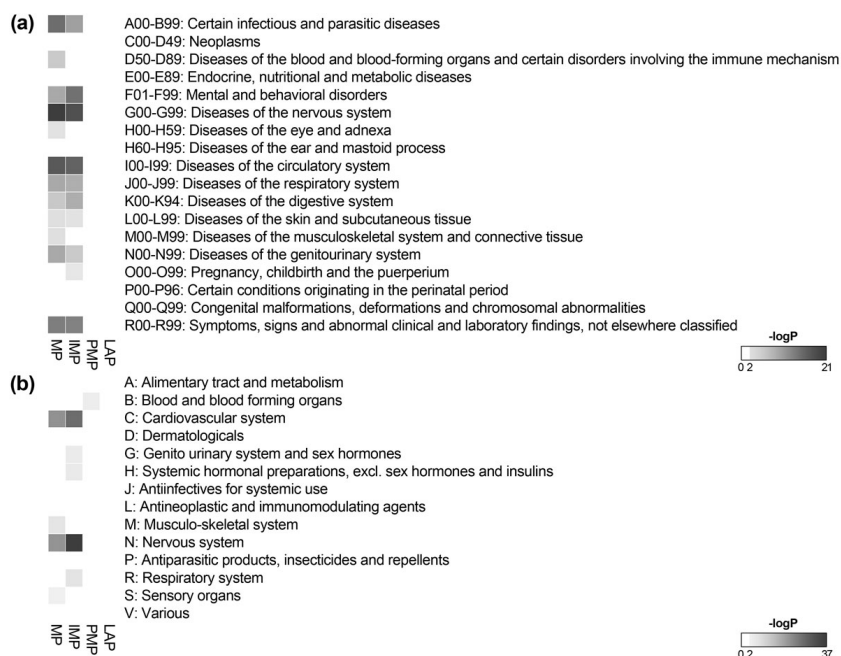 (a)
A00-B99: Certain infectious and parasitic diseases
C00-D49: Neoplasms
D50-D89: Diseases of the blood and blood-forming organs and certain disorders involving the immune mechanism
E00-E89: Endocrine, nutritional and metabolic diseases
F01-F99: Mental and behavioral disorders
G00-G99: Diseases of the nervous system
H00-H59: Diseases of the eye and adnexa
H60-H95: Diseases of the ear and mastoid process
I00-I99: Diseases of the circulatory system
J00-J99: Diseases of the respiratory system
K00-K94: Diseases of the digestive system
L00-L99: Diseases of the skin and subcutaneous tissue
M00-M99: Diseases of the musculoskeletal system and connective tissue
N00-N99: Diseases of the genitourinary system
O00-O99: Pregnancy, childbirth and the puerperium
P00-P96: Certain conditions originating in the perinatal period
Q00-Q99: Congenital malformations, deformations and chromosomal abnormalities
R00-R99: Symptoms, signs and abnormal clinical and laboratory findings, not elsewhere classified
MP IMP PMP LAP
-logP
0 2 21
(b)
A: Alimentary tract and metabolism
B: Blood and blood forming organs
C: Cardiovascular system
D: Dermatologicals
G: Genito urinary system and sex hormones
H: Systemic hormonal preparations, excl. sex hormones and insulins
J: Antiinfectives for systemic use
L: Antineoplastic and immunomodulating agents
M: Musculo-skeletal system
N: Nervous system
P: Antiparasitic products, insecticides and repellents
R: Respiratory system
S: Sensory organs
V: Various
MP IMP PMP LAP
-logP
0 2 37